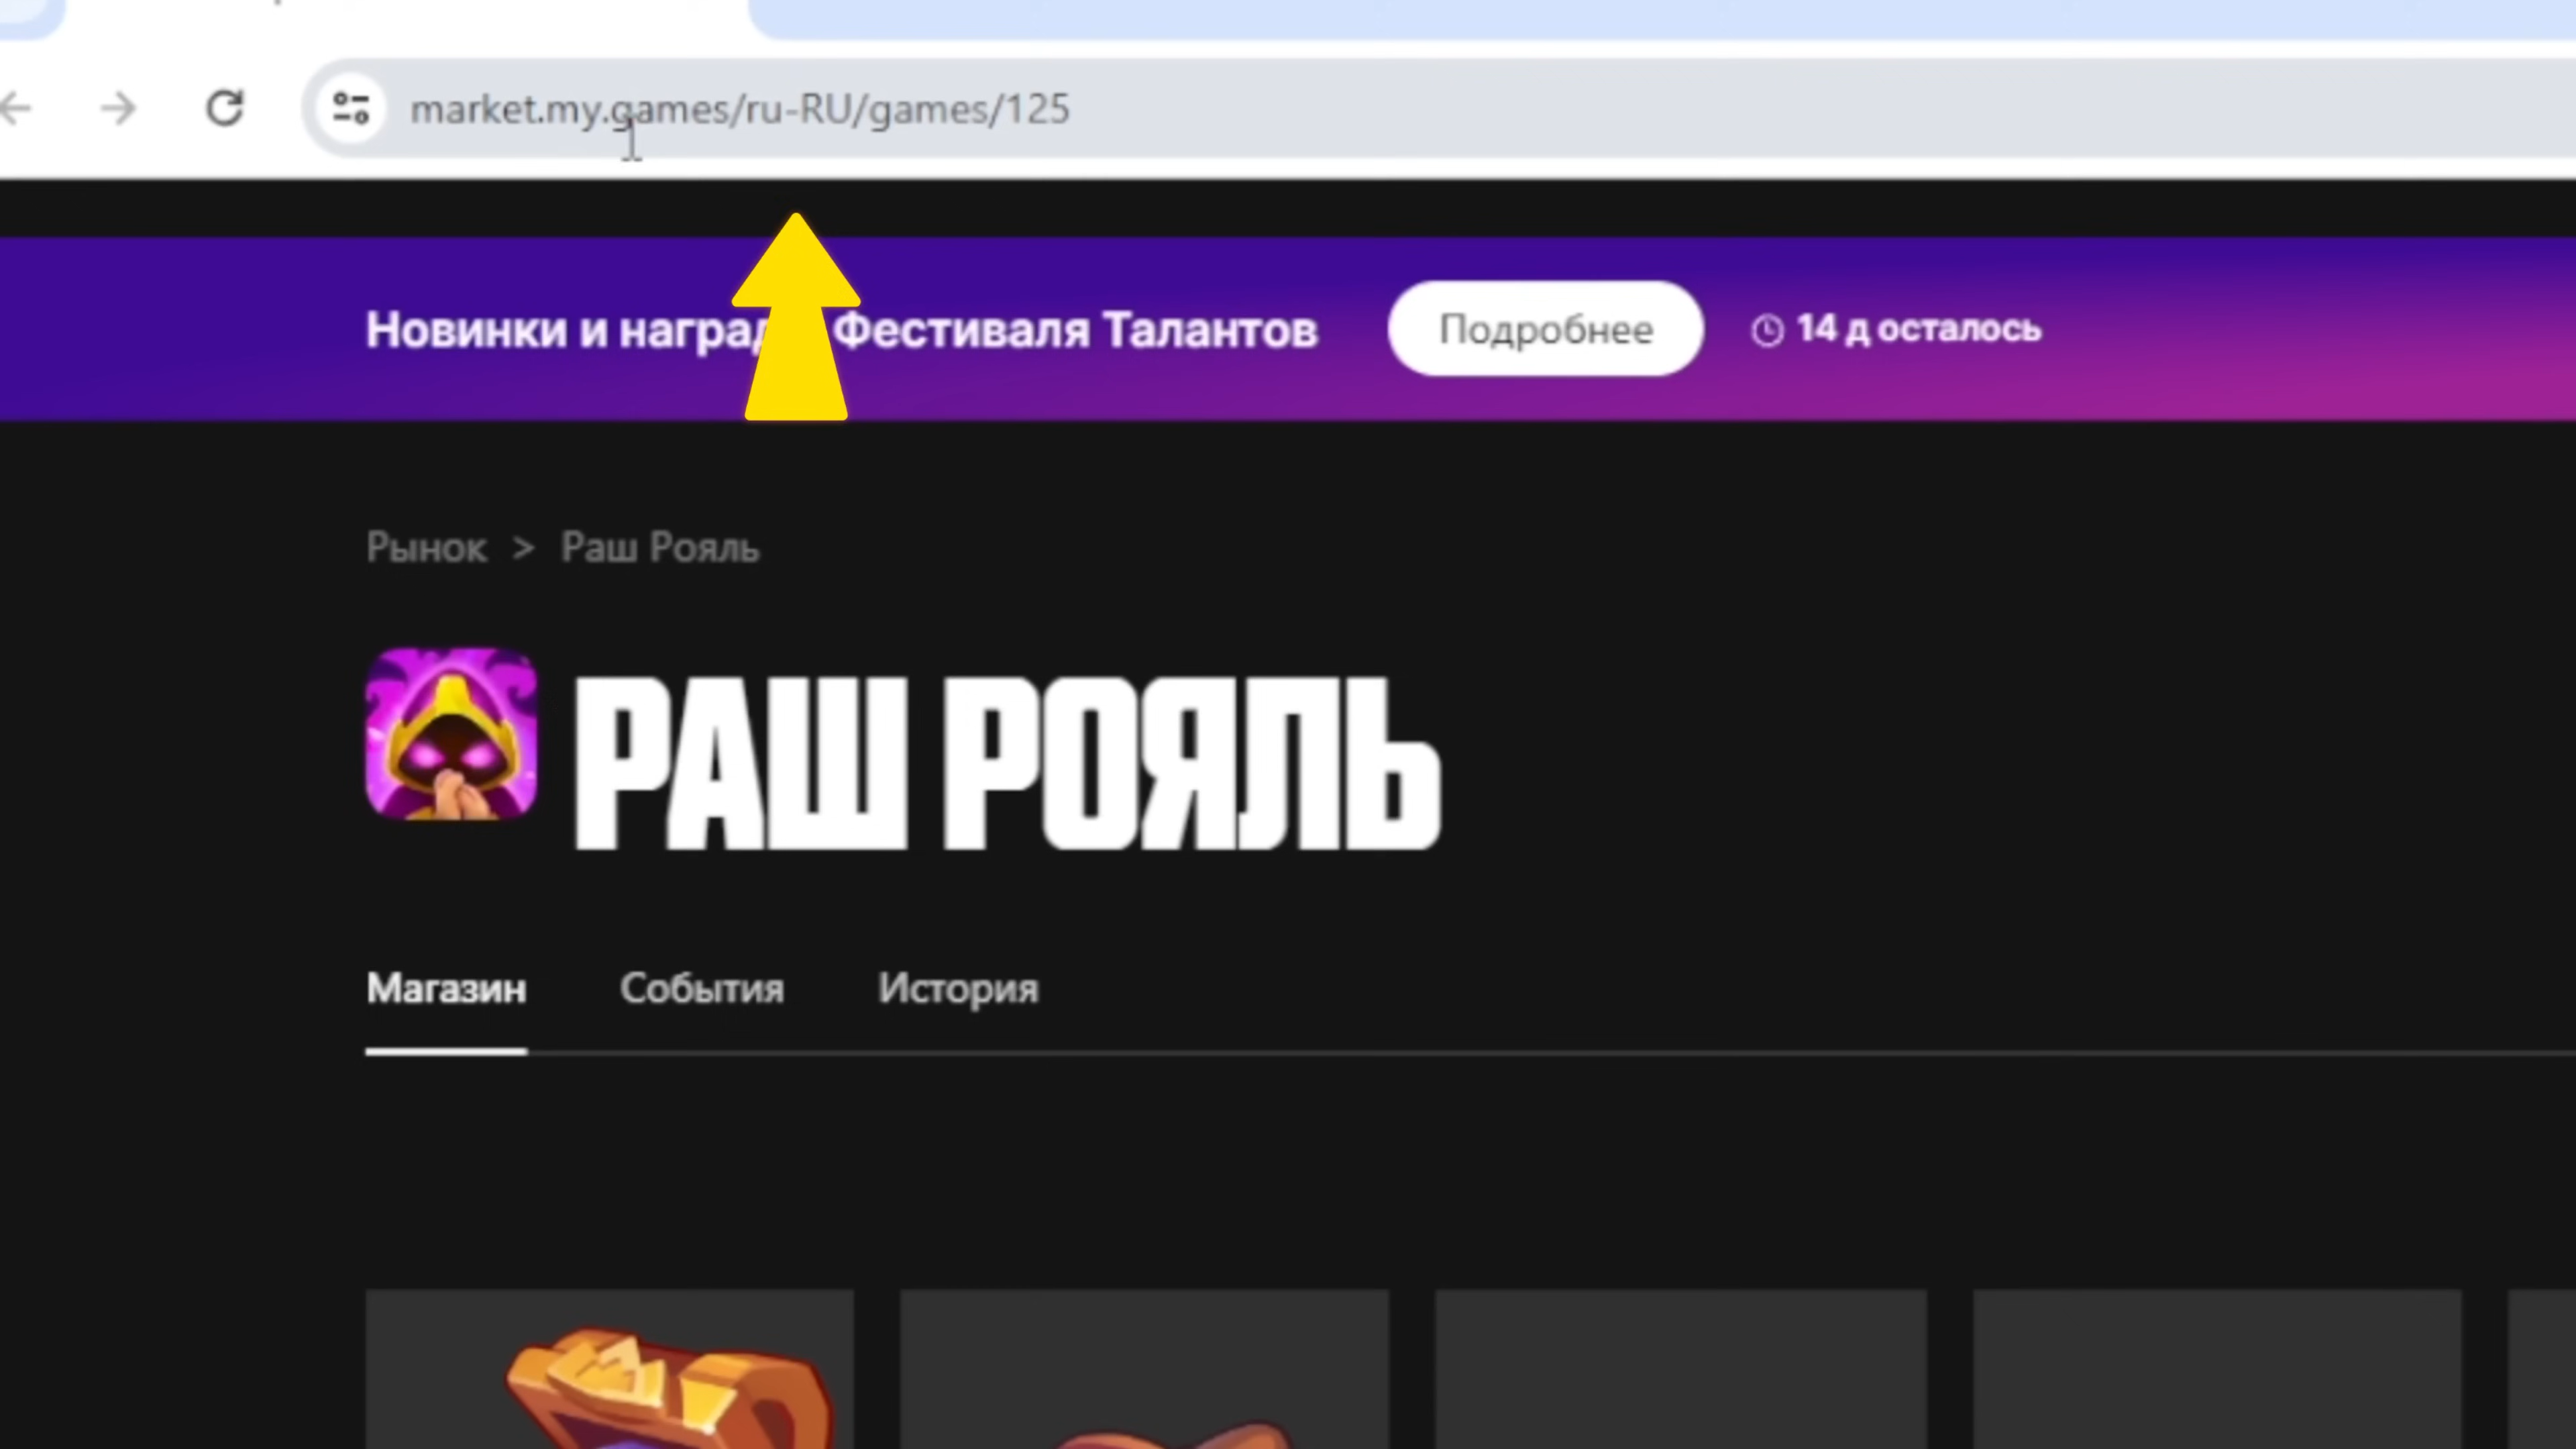 market.my.games/ru-RU/games/125
Новинки и наград Фестиваля Талантов
Подробнее
14 д осталось
Рынок > Раш Рояль
РАШ РОЯЛЬ
Магазин
События
История